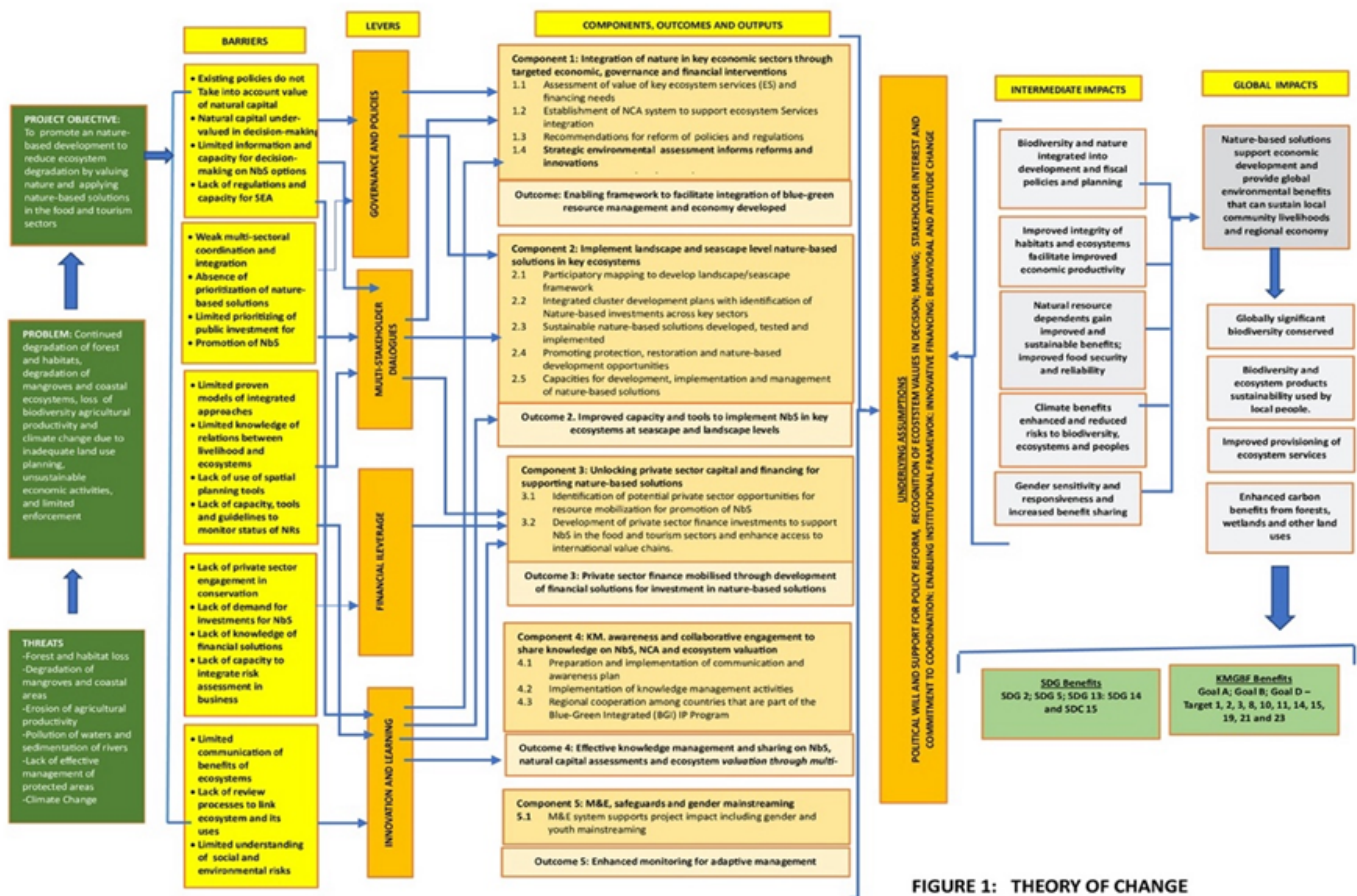 BARRIERS
LEVERS
COMPONENTS, OUTCOMES AND OUTPUTS
INTERMEDIATE IMPACTS
GLOBAL IMPACTS
PROJECT OBJECTIVE:
To promote an nature-
based development to
reduce ecosystem
degradation by valuing
nature and applying
nature-based solutions
in the food and tourism
sectors
PROBLEM: Continued
degradation of forest
and habitats,
degradation of
mangroves and coastal
ecosystems, loss of
biodiversity agricultural
productivity and
climate change due to
inadequate land use
planning,
unsustainable
economic activities,
and limited
enforcement
THREATS
-Forest and habitat loss
-Degradation of
mangroves and coastal
areas
-Erosion of agricultural
productivity
-Pollution of waters and
sedimentation of rivers
-Lack of effective
management of
protected areas
-Climate Change
• Existing policies do not
Take into account value
of natural capital
• Natural capital under-
valued in decision-making
• Limited information and
capacity for decision-
making on NbS options
• Lack of regulations and
capacity for SEA
• Weak multi-sectoral
coordination and
integration
• Absence of
prioritization of nature-
based solutions
• Limited prioritizing of
public investment for
• Promotion of NbS
• Limited proven
models of integrated
approaches
• Limited knowledge of
relations between
livelihood and
ecosystems
• Lack of use of spatial
planning tools
• Lack of capacity, tools
and guidelines to
monitor status of NRs
• Lack of private sector
engagement in
conservation
• Lack of demand for
investments for NbS
• Lack of knowledge of
financial solutions
• Lack of capacity to
integrate risk
assessment in
business
• Limited
communication of
benefits of
ecosystems
• Lack of review
processes to link
ecosystem and its
uses
• Limited understanding
of social and
environmental risks
GOVERNANCE AND POLICIES
MULTI-STAKEHOLDER
DIALOGUES
FINANCIAL lLEVERAGE
INNOVATION AND LEARNING
Component 1: Integration of nature in key economic sectors through
targeted economic, governance and financial interventions
1.1 Assessment of value of key ecosystem services (ES) and
financing needs
1.2 Establishment of NCA system to support ecosystem Services
integration
1.3 Recommendations for reform of policies and regulations
1.4 Strategic environmental assessment informs reforms and
innovations
. . .
Outcome: Enabling framework to facilitate integration of blue-green
resource management and economy developed
Component 2: Implement landscape and seascape level nature-based
solutions in key ecosystems
2.1 Participatory mapping to develop landscape/seascape
framework
2.2 Integrated cluster development plans with identification of
Nature-based investments across key sectors
2.3 Sustainable nature-based solutions developed, tested and
implemented
2.4 Promoting protection, restoration and nature-based
development opportunities
2.5 Capacities for development, implementation and management
of nature-based solutions
Outcome 2. Improved capacity and tools to implement NbS in key
ecosystems at seascape and landscape levels
Component 3: Unlocking private sector capital and financing for
supporting nature-based solutions
3.1 Identification of potential private sector opportunities for
resource mobilization for promotion of NbS
3.2 Development of private sector finance investments to support
NbS in the food and tourism sectors and enhance access to
international value chains.
Outcome 3: Private sector finance mobilised through development
of financial solutions for investment in nature-based solutions
Component 4: KM. awareness and collaborative engagement to
share knowledge on NbS, NCA and ecosystem valuation
4.1 Preparation and implementation of communication and
awareness plan
4.2 Implementation of knowledge management activities
4.3 Regional cooperation among countries that are part of the
Blue-Green Integrated (BGI) IP Program
Outcome 4: Effective knowledge management and sharing on NbS,
natural capital assessments and ecosystem valuation through multi-
Component 5: M&E, safeguards and gender mainstreaming
5.1 M&E system supports project impact including gender and
youth mainstreaming
Outcome 5: Enhanced monitoring for adaptive management
UNDERLYING ASSUMPTIONS
POLITICAL WILL AND SUPPORT FOR POLICY REFORM, RECOGNITION OF ECOSTSTEM VALUES IN DECISION; MAKING; STAKEHOLDER INTEREST AND
COMMITMENT TO COORDINATION; ENABLING INSTITUTIONAL FRAMEWOK: INNOVATIVE FINANCING: BEHAVIORAL AND ATTITUDE CHANGE
Biodiversity and nature
integrated into
development and fiscal
policies and planning
Improved integrity of
habitats and ecosystems
facilitate improved
economic productivity
Natural resource
dependents gain
improved and
sustainable benefits;
improved food security
and reliability
Climate benefits
enhanced and reduced
risks to biodiversity,
ecosystems and peoples
Gender sensitivity and
responsiveness and
increased benefit sharing
Nature-based solutions
support economic
development and
provide global
environmental benefits
that can sustain local
community livelihoods
and regional economy
Globally significant
biodiversity conserved
Biodiversity and
ecosystem products
sustainability used by
local people.
Improved provisioning of
ecosystem services
Enhanced carbon
benefits from forests,
wetlands and other land
uses
SDG Benefits
SDG 2; SDG 5; SDG 13: SDG 14
and SDC 15
KMGBF Benefits
Goal A; Goal B; Goal D –
Target 1, 2, 3, 8, 10, 11, 14, 15,
19, 21 and 23
FIGURE 1: THEORY OF CHANGE